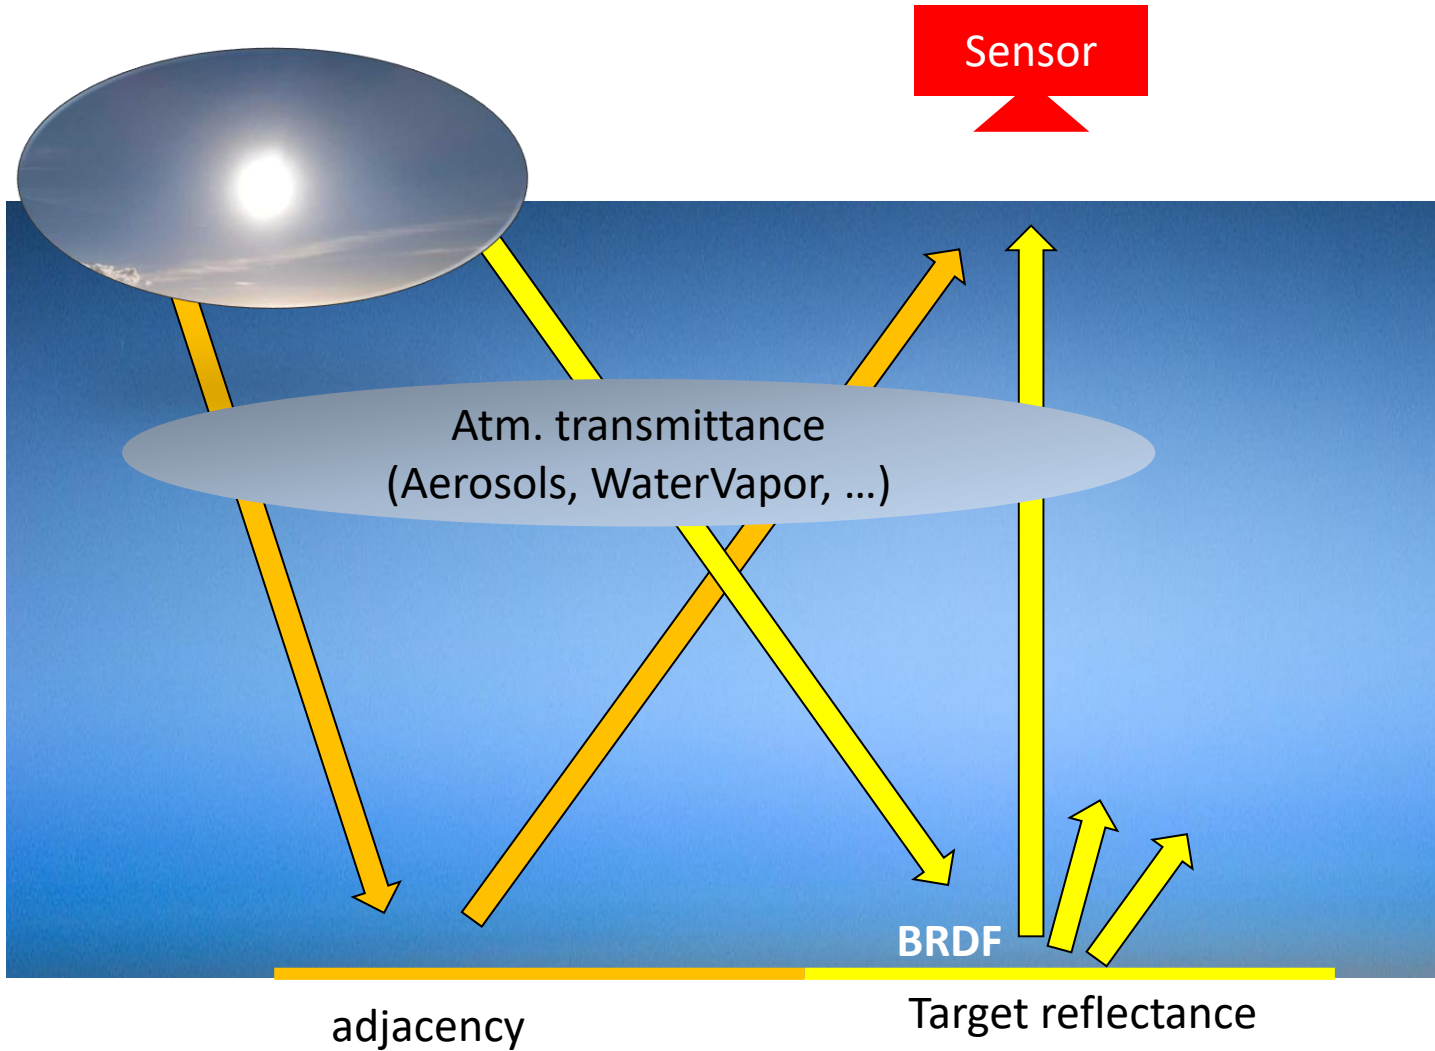 Sensor
Atm. transmittance
(Aerosols, WaterVapor, ...)
BRDF
adjacency
Target reflectance